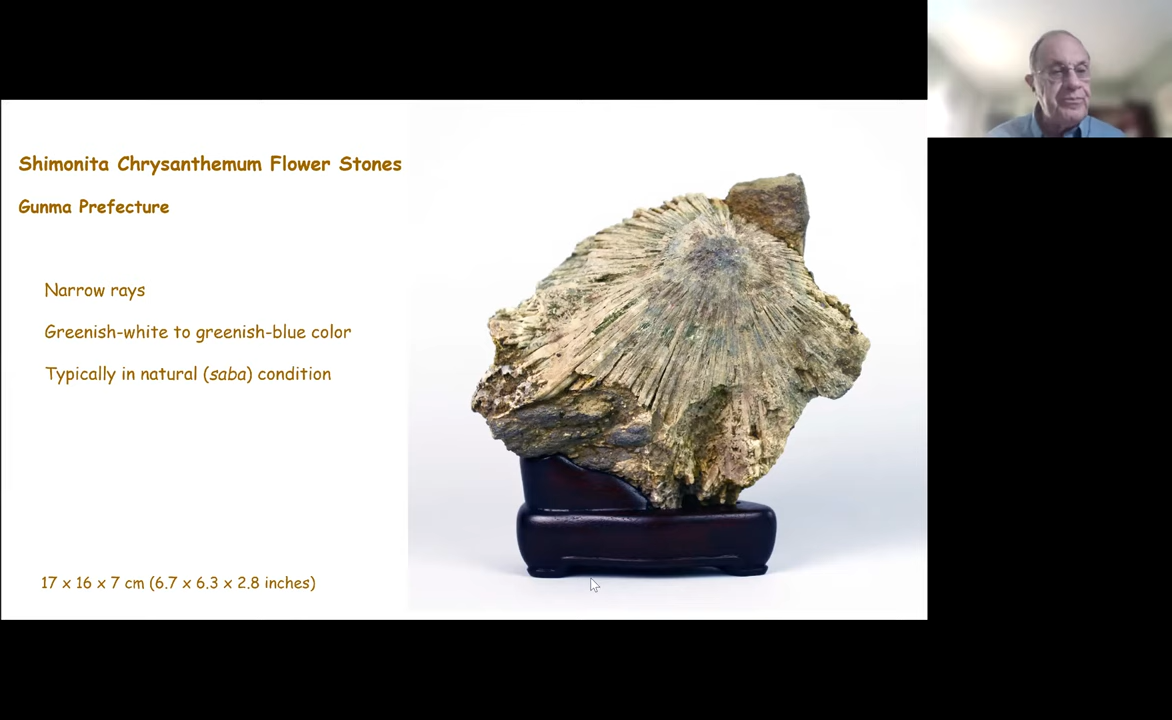 Shimonita Chrysanthemum Flower Stones
Gunma Prefecture
Narrow rays
Greenish-white to greenish-blue color
Typically in natural (saba) condition
17 x 16 x 7 cm (6.7 x 6.3 x 2.8 inches)